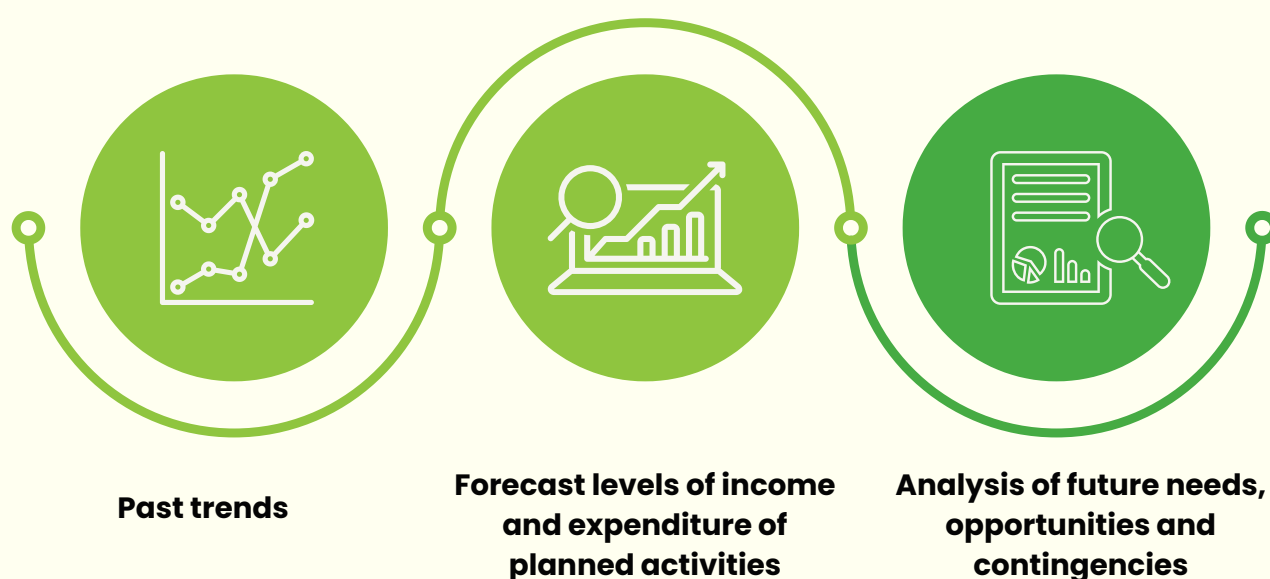 Past trends
Forecast levels of income
and expenditure of
planned activities
Analysis of future needs,
opportunities and
contingencies